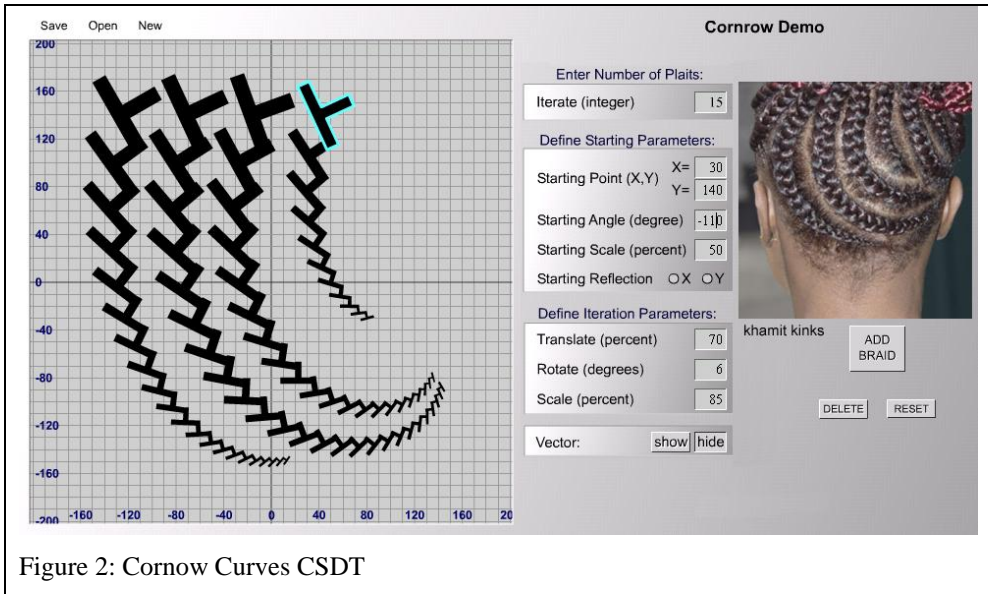 Save Open New
Cornrow Demo
200
160
120
80
40
0
-40
-80
-120
-160
-200 -160 -120 -80 -40 0 40 80 120 160 20
Enter Number of Plaits:
Iterate (integer) 15
Define Starting Parameters:
Starting Point (X,Y) X= 30
Y= 140
Starting Angle (degree) -110
Starting Scale (percent) 50
Starting Reflection X Y
Define Iteration Parameters:
Translate (percent) 70
Rotate (degrees) 6
Scale (percent) 85
Vector: show hide
khamit kinks
ADD
BRAID
DELETE RESET
Figure 2: Cornow Curves CSDT